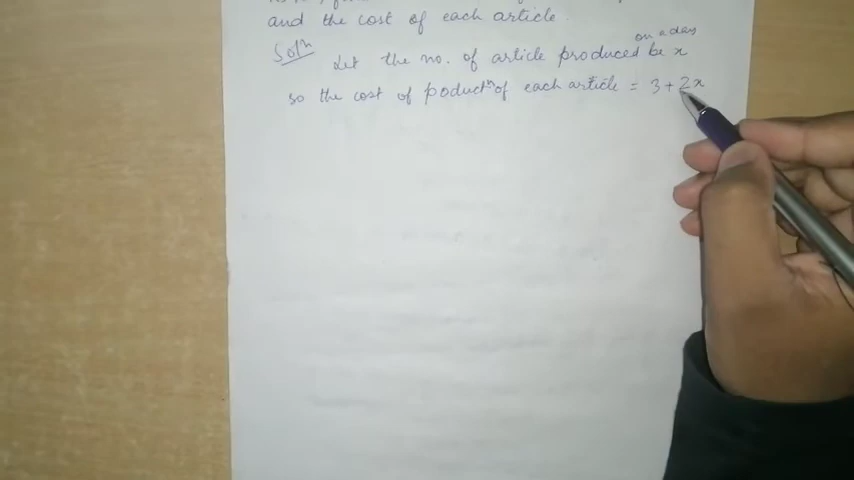 and the cost of each article.
Solⁿ Let the no. of article produced on a day be x
so the cost of poductⁿ of each article = 3 + 2x